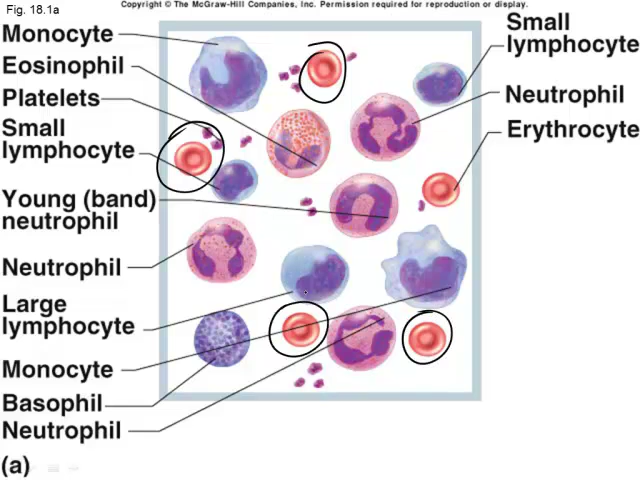 Copyright © The McGraw-Hill Companies, Inc. Permission required for reproduction or display.
Fig. 18.1a
Monocyte
Eosinophil
Platelets
Small
lymphocyte
Young (band)
neutrophil
Neutrophil
Large
lymphocyte
Monocyte
Basophil
Neutrophil
Small
lymphocyte
Neutrophil
Erythrocyte
(a)